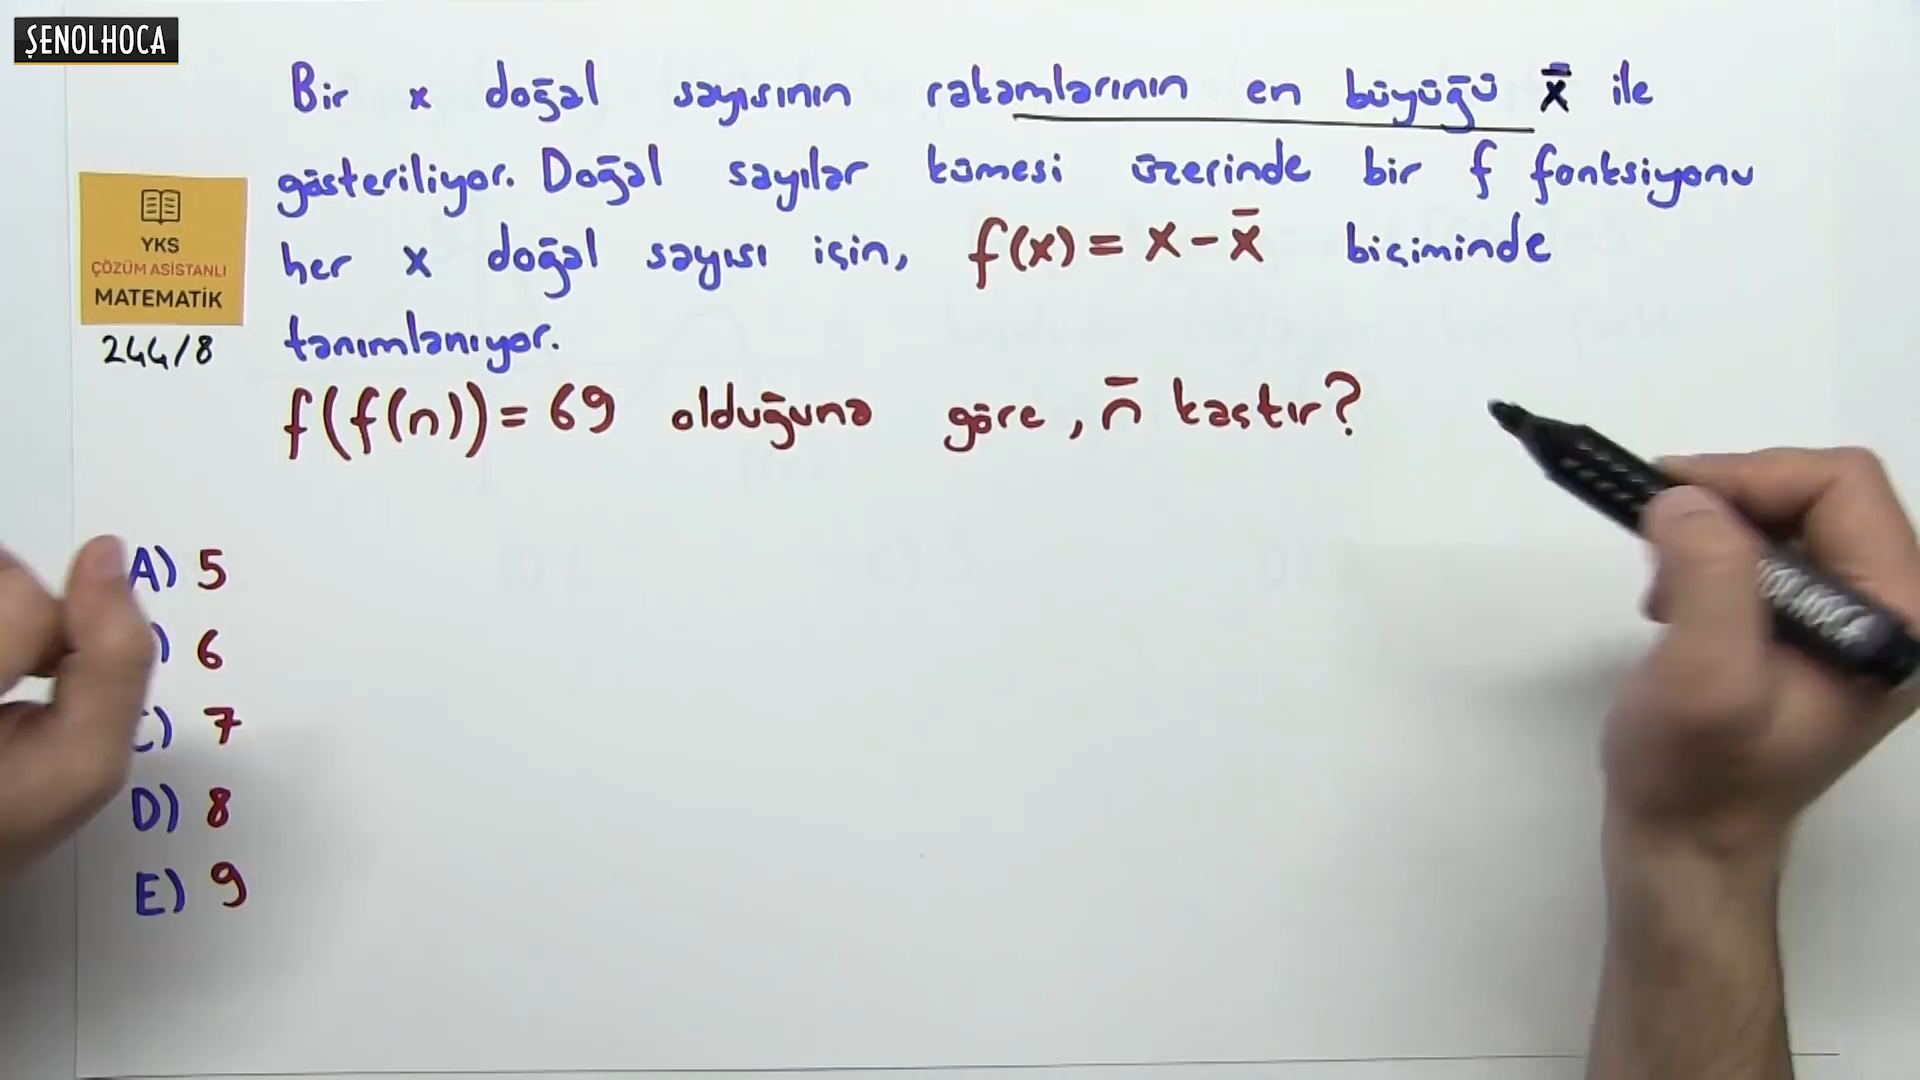 ŞENOLHOCA
Bir x doğal sayısının rakamlarının en büyüğü x̄ ile
gösteriliyor. Doğal sayılar kümesi üzerinde bir f fonksiyonu
her x doğal sayısı için, f(x) = x - x̄ biçiminde
tanımlanıyor.
f(f(n)) = 69 olduğuna göre, n̄ kaçtır?
YKS
ÇÖZÜM ASİSTANLI
MATEMATİK
244/8
A) 5
) 6
C) 7
D) 8
E) 9